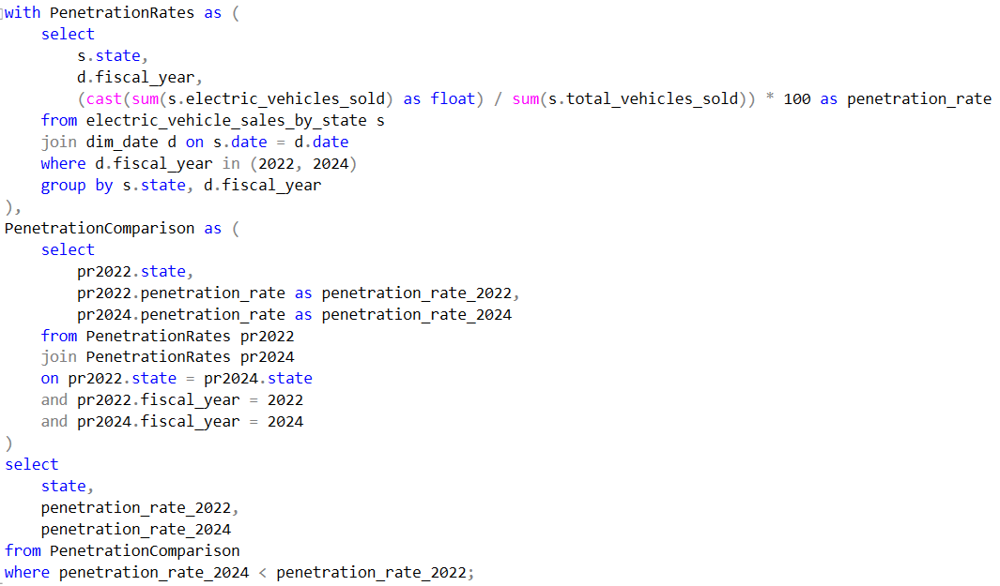 with PenetrationRates as (
    select
        s.state,
        d.fiscal_year,
        (cast(sum(s.electric_vehicles_sold) as float) / sum(s.total_vehicles_sold)) * 100 as penetration_rate
    from electric_vehicle_sales_by_state s
    join dim_date d on s.date = d.date
    where d.fiscal_year in (2022, 2024)
    group by s.state, d.fiscal_year
),
PenetrationComparison as (
    select
        pr2022.state,
        pr2022.penetration_rate as penetration_rate_2022,
        pr2024.penetration_rate as penetration_rate_2024
    from PenetrationRates pr2022
    join PenetrationRates pr2024
    on pr2022.state = pr2024.state
    and pr2022.fiscal_year = 2022
    and pr2024.fiscal_year = 2024
)
select
    state,
    penetration_rate_2022,
    penetration_rate_2024
from PenetrationComparison
where penetration_rate_2024 < penetration_rate_2022;